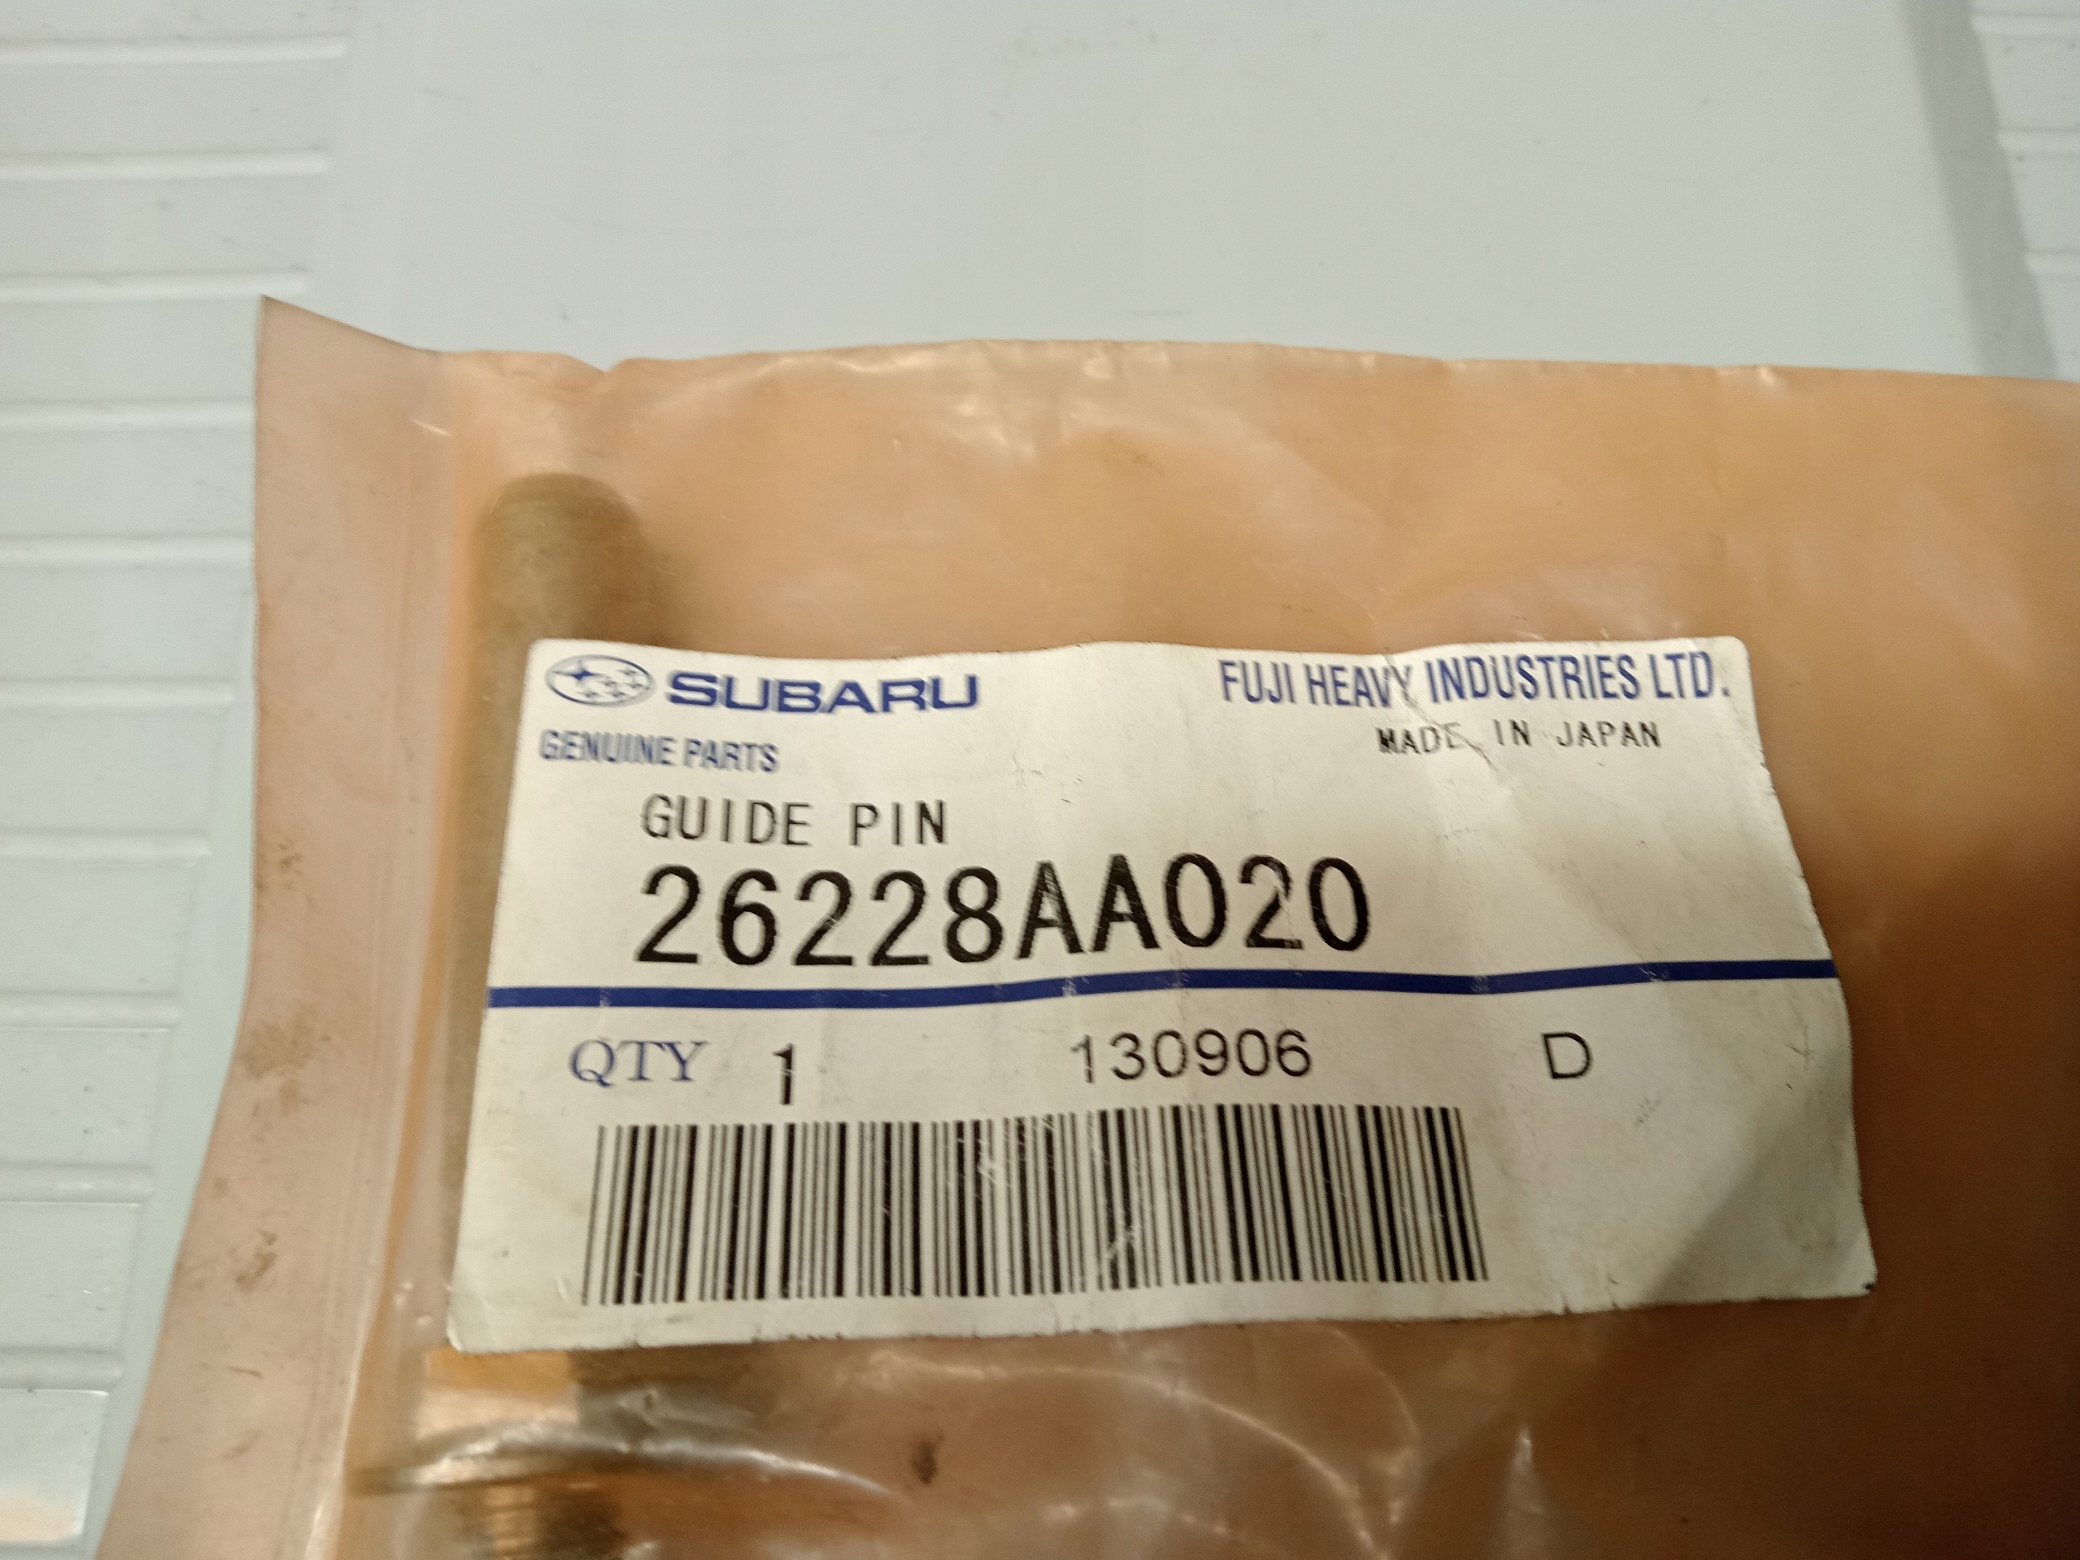 SUBARU
FUJI HEAVY INDUSTRIES LTD.
GENUINE PARTS
MADE IN JAPAN
GUIDE PIN
26228AA020
QTY 1 130906 D